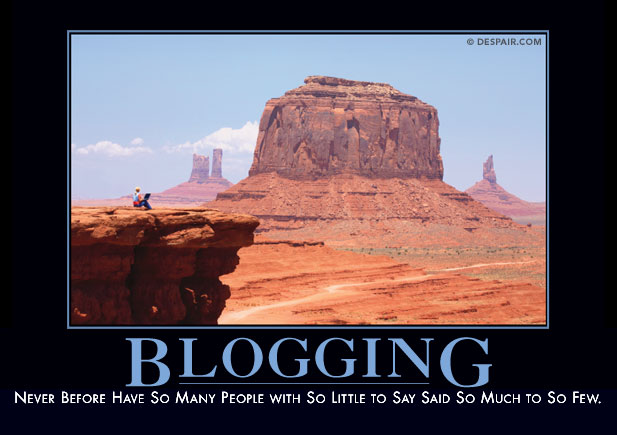 © DESPAIR.COM
BLOGGING
NEVER BEFORE HAVE SO MANY PEOPLE WITH SO LITTLE TO SAY SAID SO MUCH TO SO FEW.